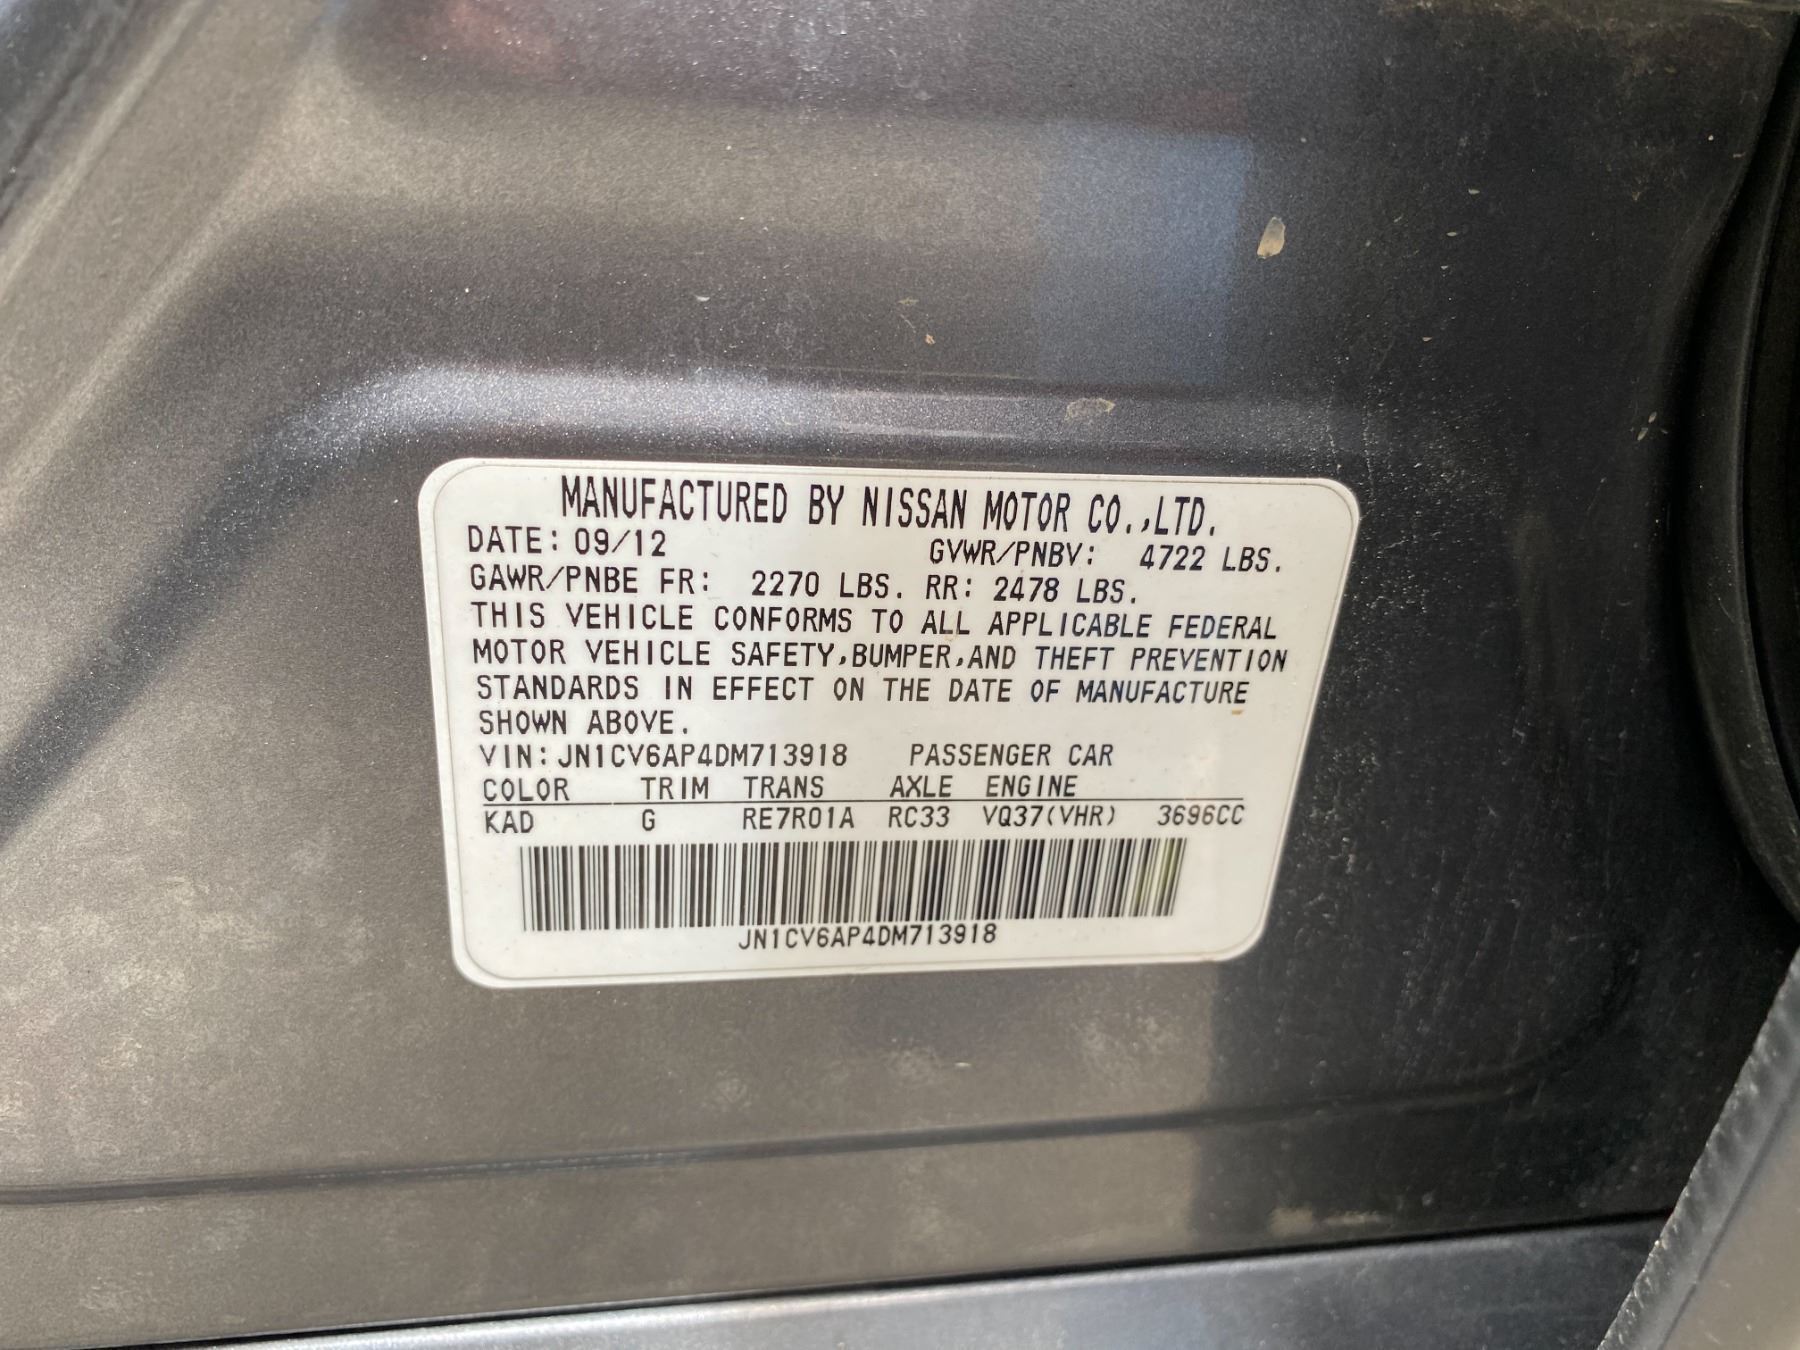 MANUFACTURED BY NISSAN MOTOR CO.,LTD.
DATE: 09/12 GVWR/PNBV: 4722 LBS.
GAWR/PNBE FR: 2270 LBS. RR: 2478 LBS.
THIS VEHICLE CONFORMS TO ALL APPLICABLE FEDERAL
MOTOR VEHICLE SAFETY,BUMPER,AND THEFT PREVENTION
STANDARDS IN EFFECT ON THE DATE OF MANUFACTURE
SHOWN ABOVE.
VIN: JN1CV6AP4DM713918 PASSENGER CAR
COLOR TRIM TRANS AXLE ENGINE
KAD G RE7R01A RC33 VQ37(VHR) 3696CC
JN1CV6AP4DM713918